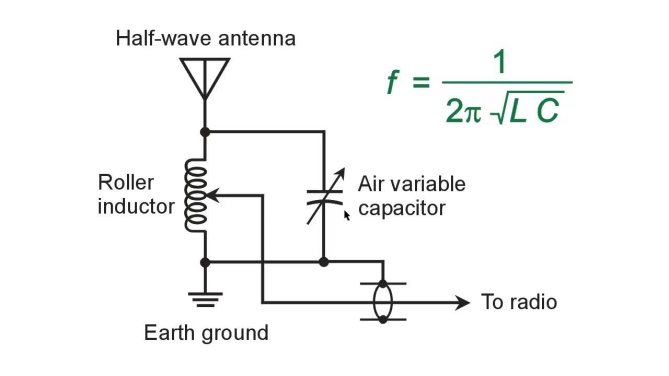 Half-wave antenna
f = 1 / 2π √L C
Roller
inductor
Air variable
capacitor
To radio
Earth ground